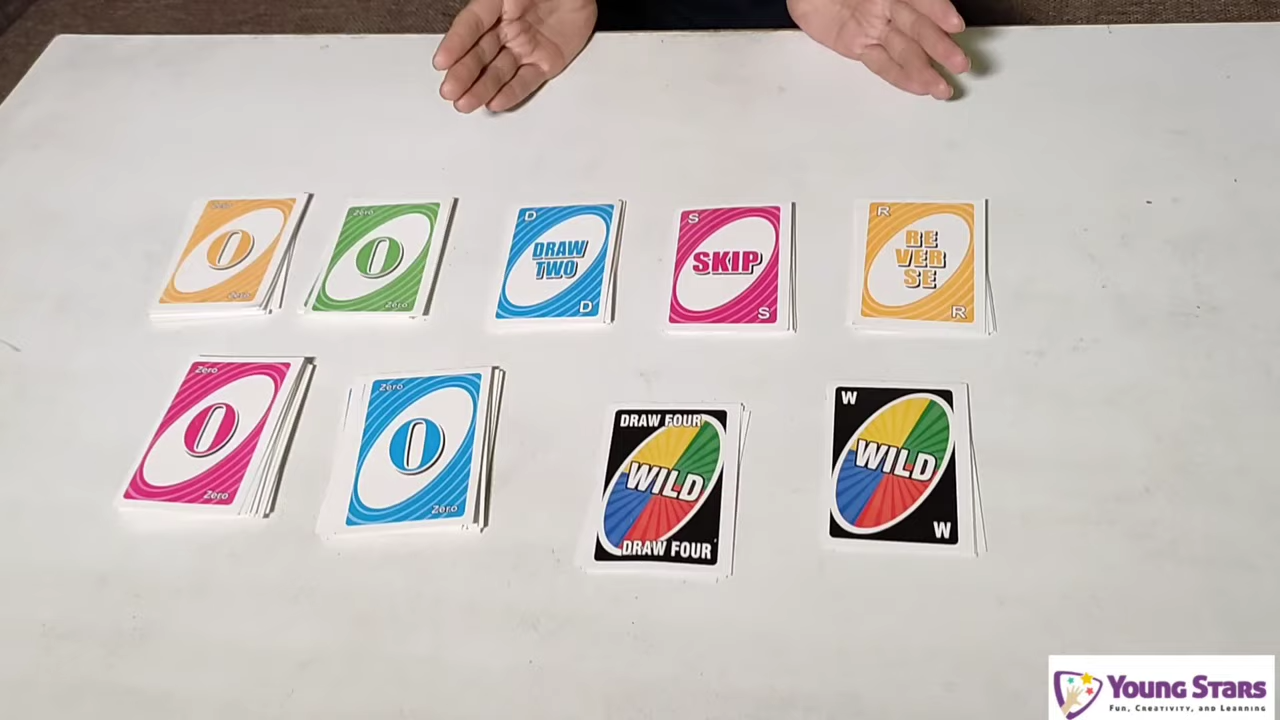 Zero
0
Zero
Zero
0
Zero
D
DRAW
TWO
D
S
SKIP
S
R
RE
VER
SE
R
Zero
0
Zero
Zero
0
Zero
DRAW FOUR
WILD
DRAW FOUR
W
WILD
W
YOUNG STARS
FUN, CREATIVITY, AND LEARNING